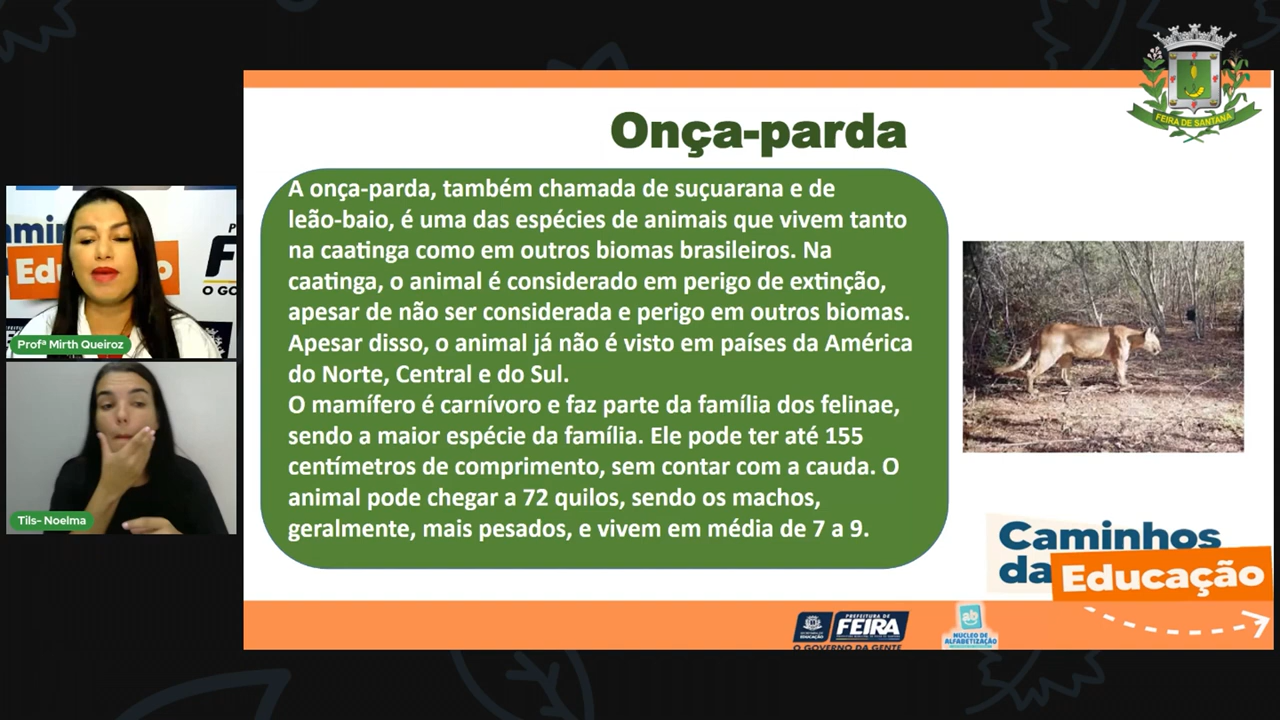 FEIRA DE SANTANA
Onça-parda
A onça-parda, também chamada de suçuarana e de
leão-baio, é uma das espécies de animais que vivem tanto
na caatinga como em outros biomas brasileiros. Na
caatinga, o animal é considerado em perigo de extinção,
apesar de não ser considerada e perigo em outros biomas.
Apesar disso, o animal já não é visto em países da América
do Norte, Central e do Sul.
O mamífero é carnívoro e faz parte da família dos felinae,
sendo a maior espécie da família. Ele pode ter até 155
centímetros de comprimento, sem contar com a cauda. O
animal pode chegar a 72 quilos, sendo os machos,
geralmente, mais pesados, e vivem em média de 7 a 9.
Profª Mirth Queiroz
Tils- Noelma
Caminhos
da Educação
PREFEITURA DE
FEIRA
O GOVERNO DA GENTE
NÚCLEO DE
ALFABETIZAÇÃO